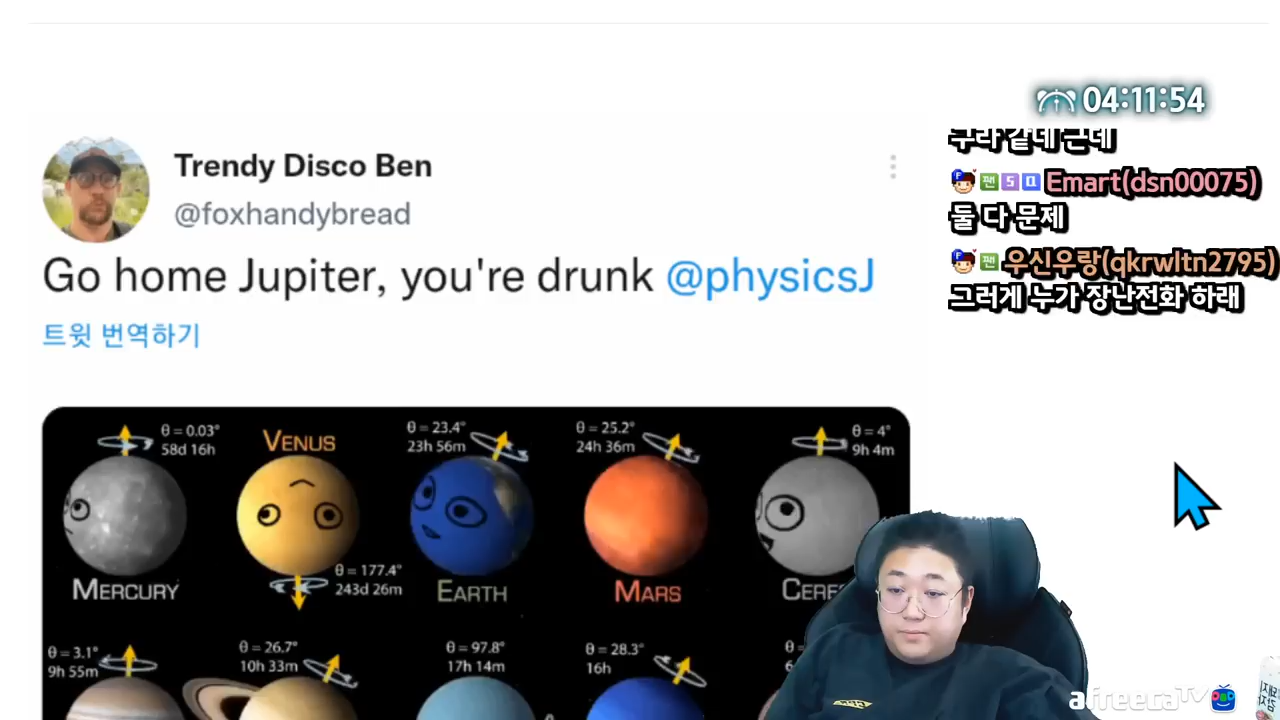 Trendy Disco Ben
@foxhandybread
Go home Jupiter, you're drunk @physicsJ
트윗 번역하기
04:11:54
Emart(dsn00075)
둘 다 문제
우신우랑(qkrwltn2795)
그러게 누가 장난전화 하래
θ = 0.03°
58d 16h
MERCURY
VENUS
θ = 177.4°
243d 26m
θ = 23.4°
23h 56m
EARTH
θ = 25.2°
24h 36m
MARS
θ = 4°
9h 4m
CERE
θ = 3.1°
9h 55m
θ = 26.7°
10h 33m
θ = 97.8°
17h 14m
θ = 28.3°
16h
afreecaTV